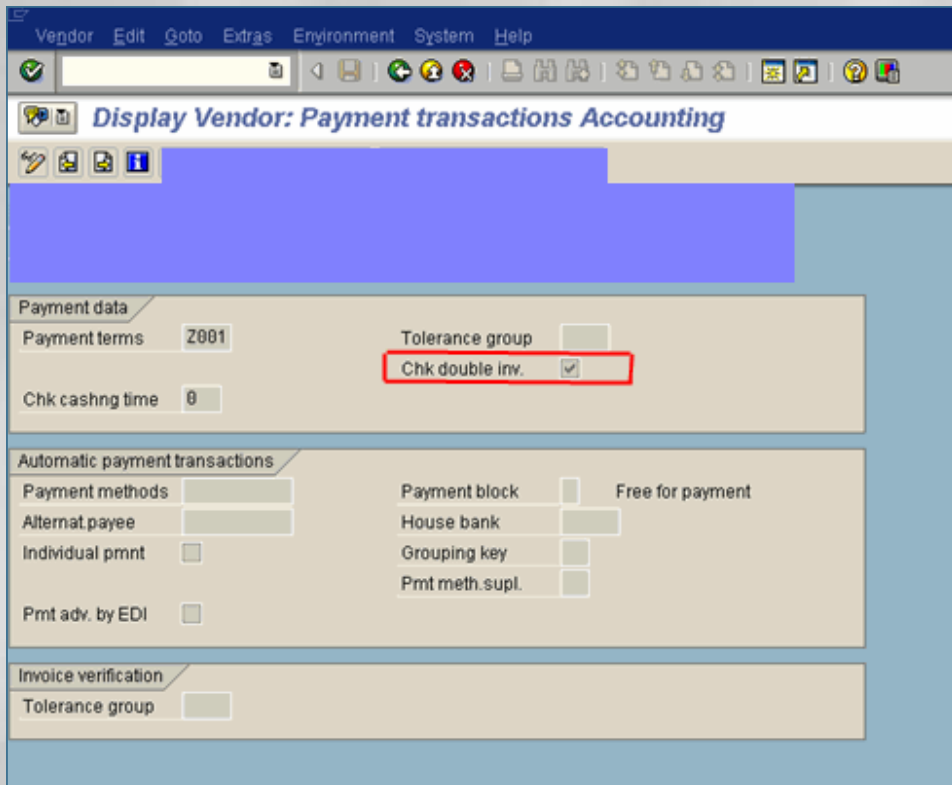 Vendor Edit Goto Extras Environment System Help
Display Vendor: Payment transactions Accounting
Payment data
Payment terms Z001 Tolerance group
Chk double inv.
Chk cashng time 0
Automatic payment transactions
Payment methods Payment block Free for payment
Alternat.payee House bank
Individual pmnt Grouping key
Pmt meth.supl.
Pmt adv. by EDI
Invoice verification
Tolerance group